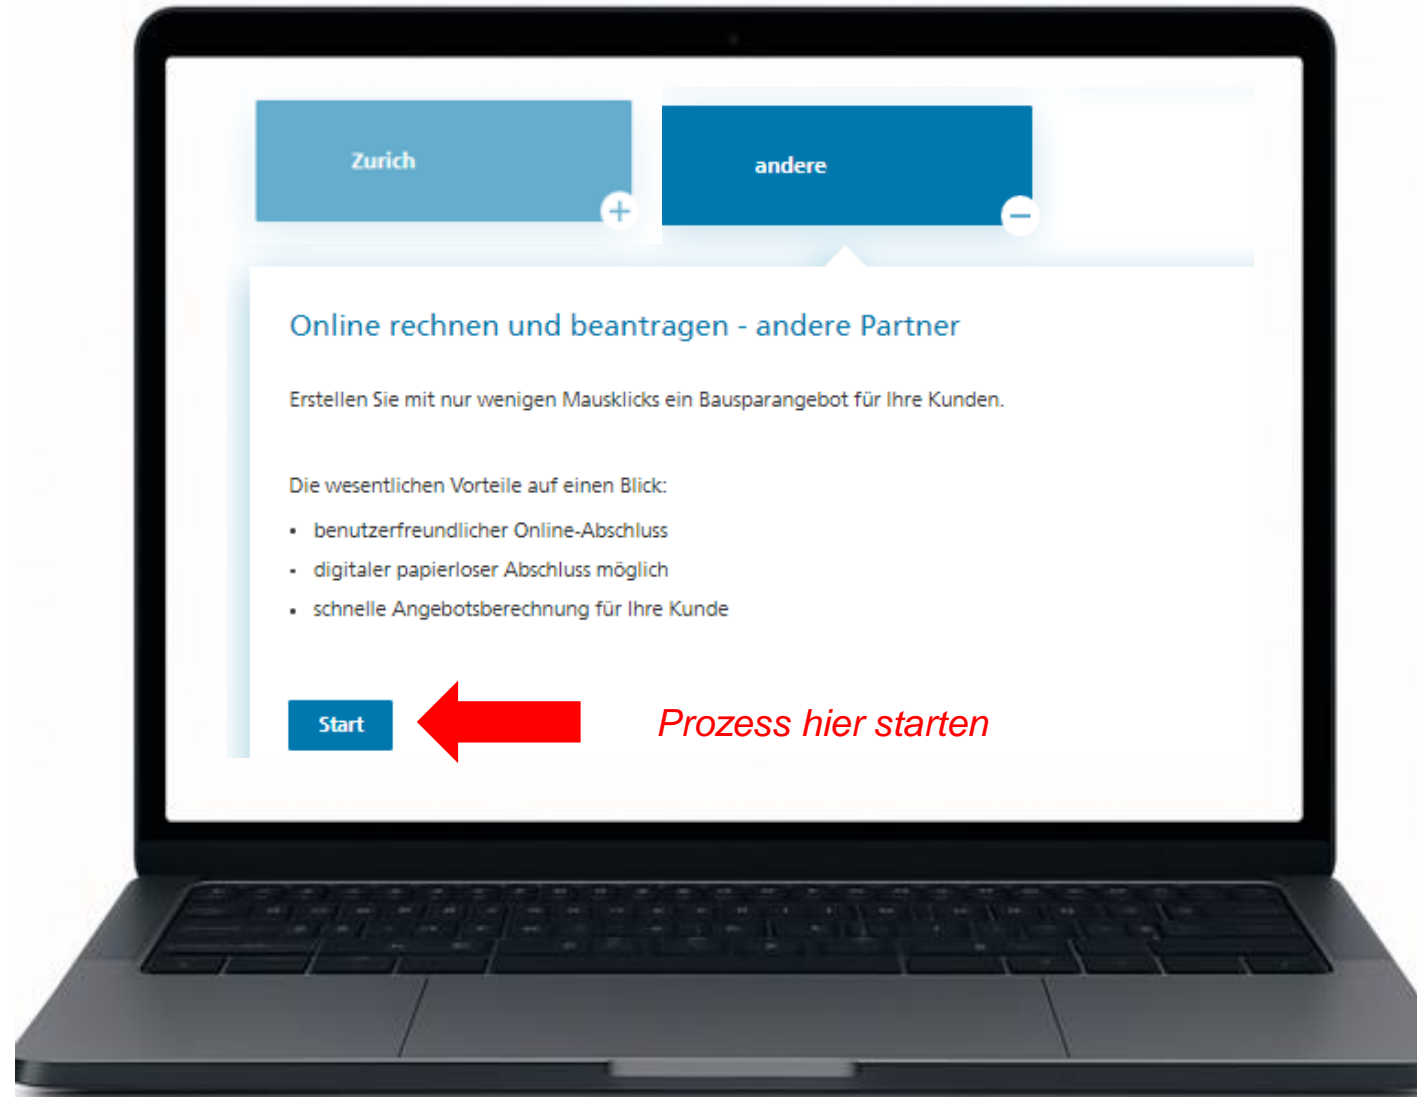 Zurich
andere
Online rechnen und beantragen - andere Partner
Erstellen Sie mit nur wenigen Mausklicks ein Bausparangebot für Ihre Kunden.
Die wesentlichen Vorteile auf einen Blick:
• benutzerfreundlicher Online-Abschluss
• digitaler papierloser Abschluss möglich
• schnelle Angebotsberechnung für Ihre Kunde
Start
Prozess hier starten